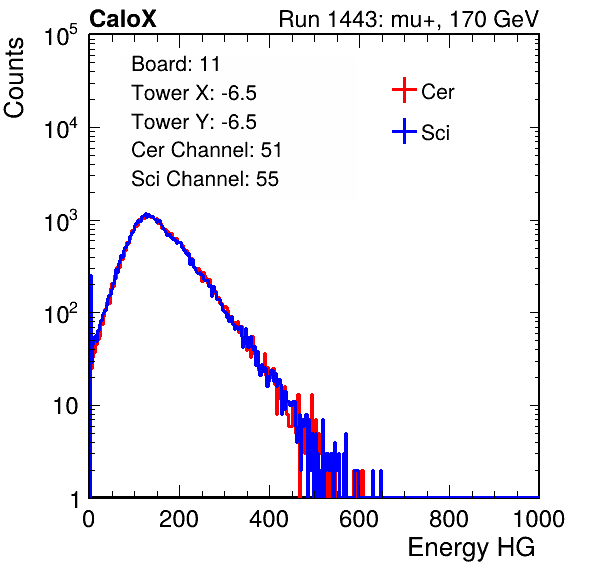 CaloX Run 1443: mu+, 170 GeV
Counts
10^5
10^4
10^3
10^2
10
1
Board: 11
Tower X: -6.5
Tower Y: -6.5
Cer Channel: 51
Sci Channel: 55
Cer
Sci
0 200 400 600 800 1000
Energy HG